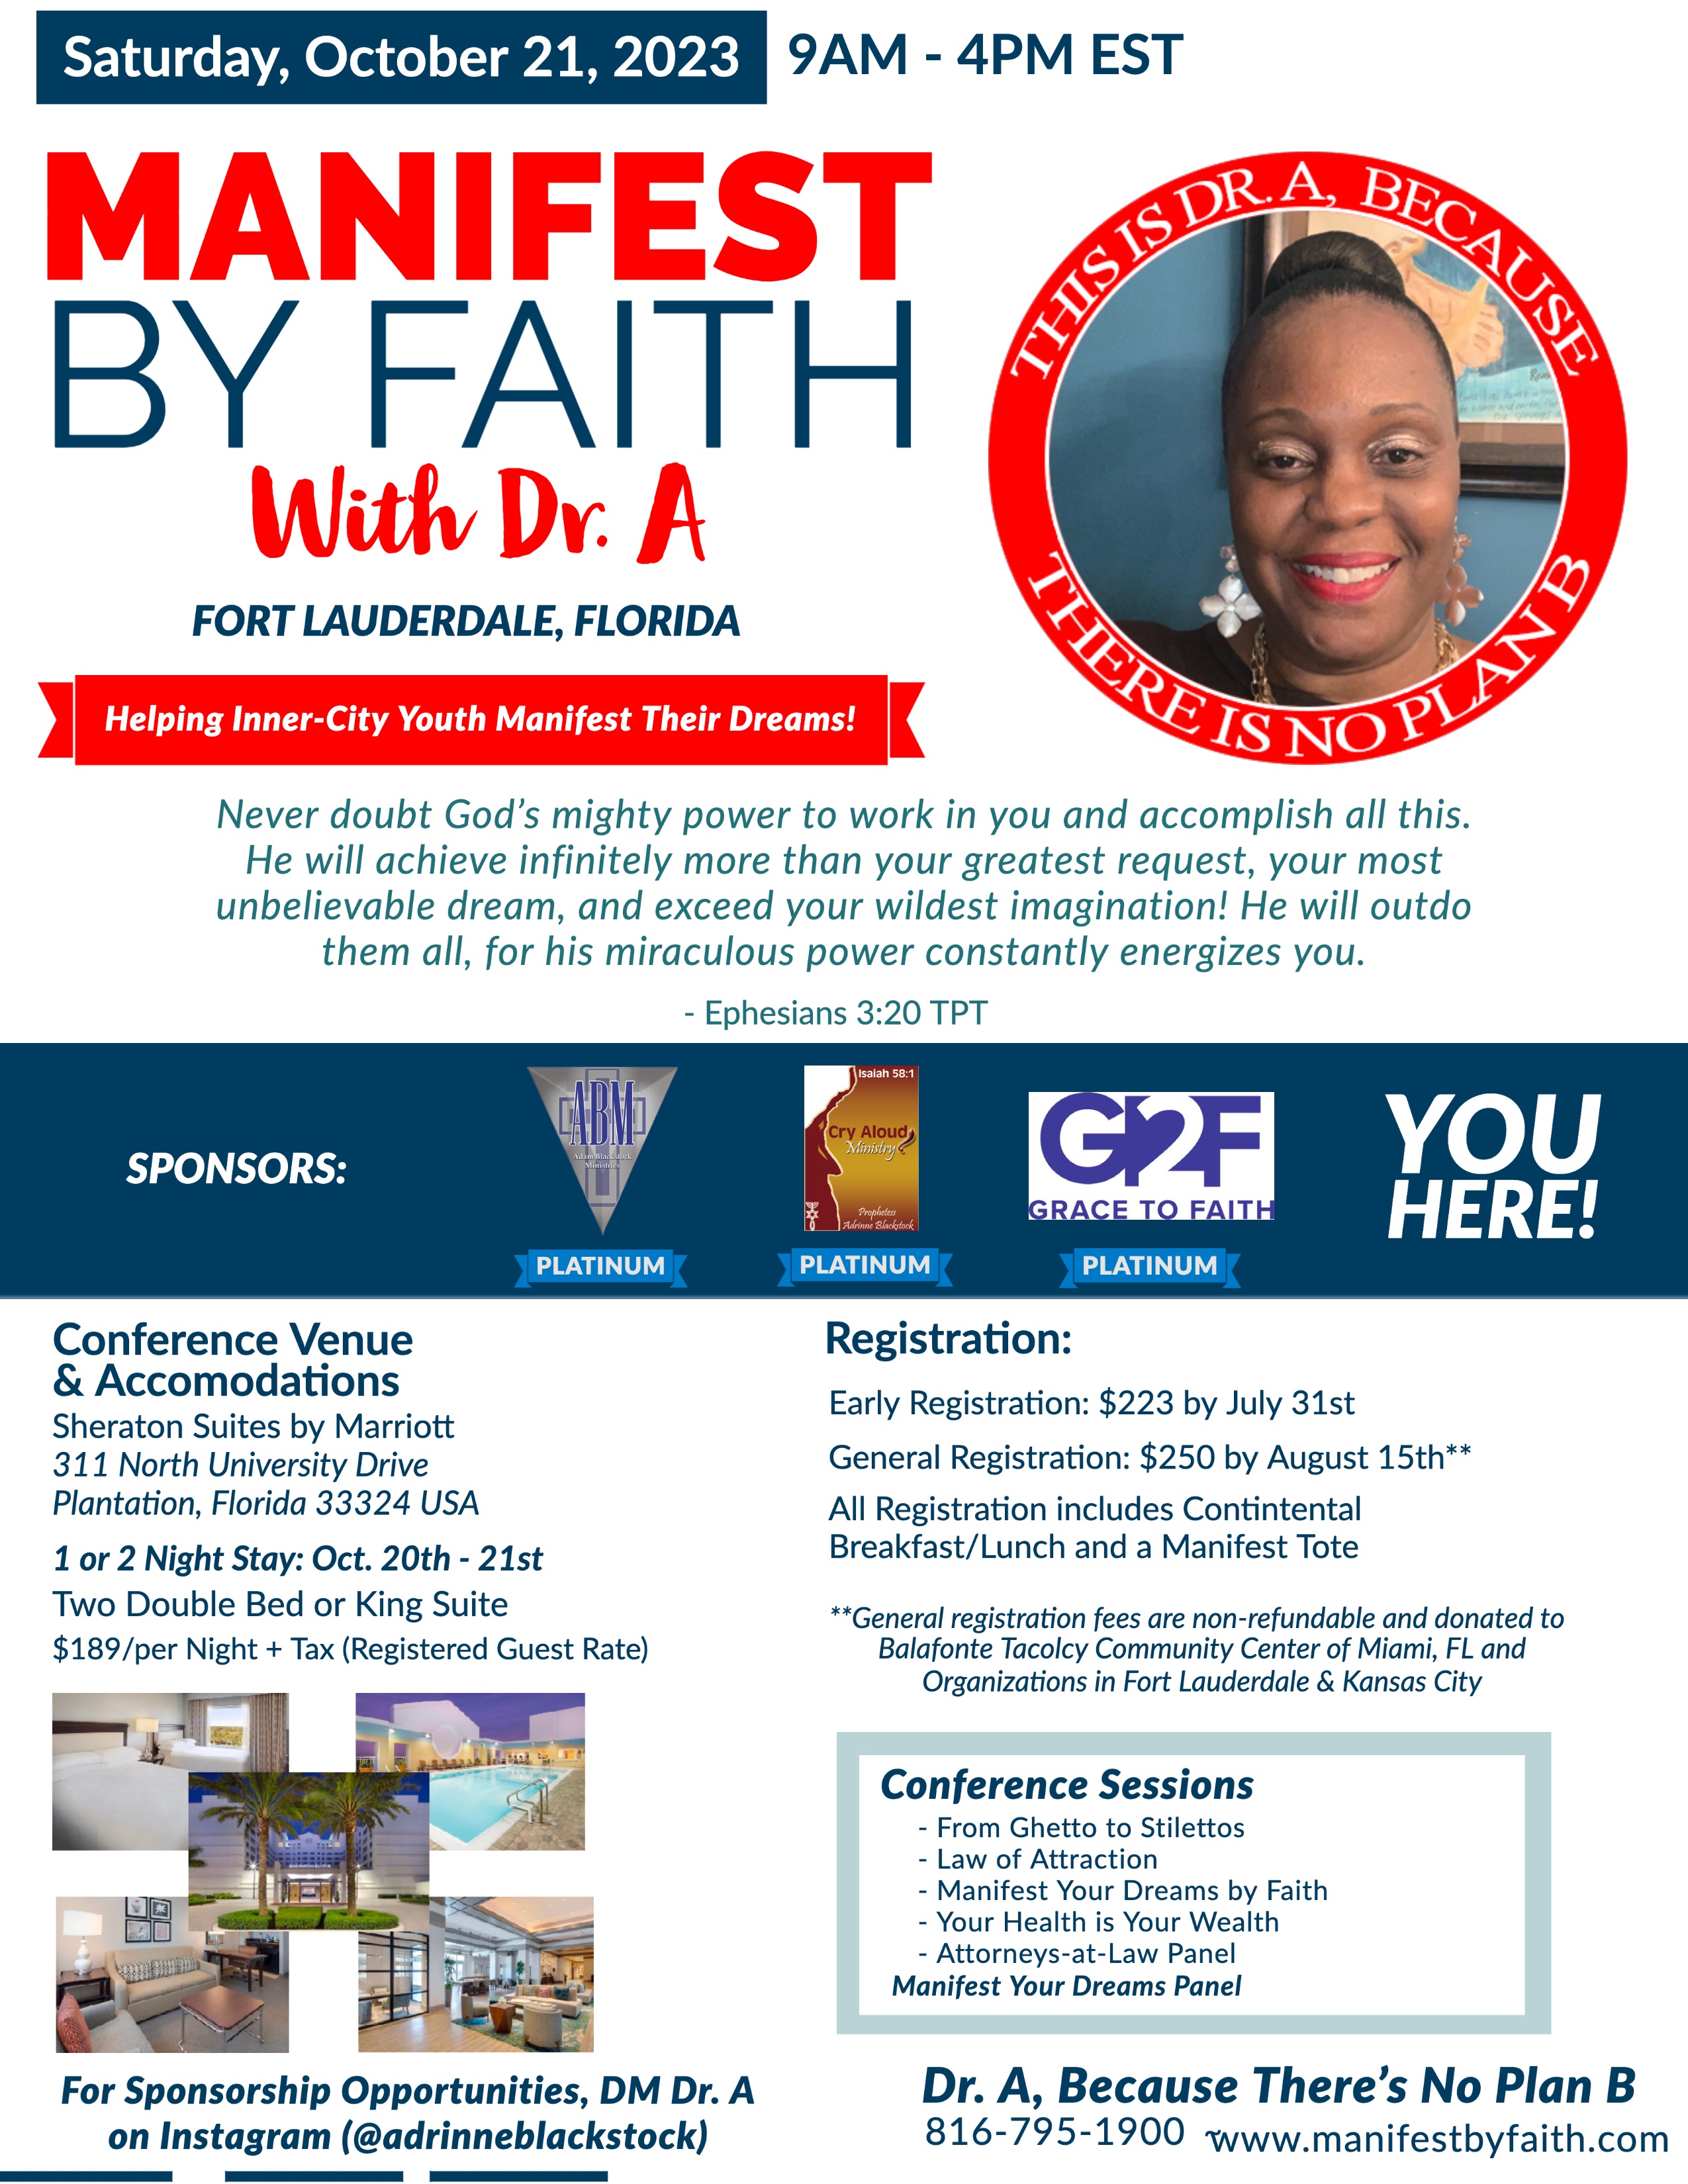 Saturday, October 21, 2023
9AM - 4PM EST
MANIFEST
BY FAITH
With Dr. A
FORT LAUDERDALE, FLORIDA
Helping Inner-City Youth Manifest Their Dreams!
THIS IS DR. A, BECAUSE
THERE IS NO PLAN B
Never doubt God's mighty power to work in you and accomplish all this.
He will achieve infinitely more than your greatest request, your most
unbelievable dream, and exceed your wildest imagination! He will outdo
them all, for his miraculous power constantly energizes you.
- Ephesians 3:20 TPT
SPONSORS:
ABM
Adam Blackstock
Ministries
PLATINUM
Isaiah 58:1
Cry Aloud
Ministry
Prophetess
Adrinne Blackstock
PLATINUM
G2F
GRACE TO FAITH
PLATINUM
YOU
HERE!
Conference Venue
& Accomodations
Sheraton Suites by Marriott
311 North University Drive
Plantation, Florida 33324 USA
1 or 2 Night Stay: Oct. 20th - 21st
Two Double Bed or King Suite
$189/per Night + Tax (Registered Guest Rate)
Registration:
Early Registration: $223 by July 31st
General Registration: $250 by August 15th**
All Registration includes Contintental
Breakfast/Lunch and a Manifest Tote
**General registration fees are non-refundable and donated to
Balafonte Tacolcy Community Center of Miami, FL and
Organizations in Fort Lauderdale & Kansas City
Conference Sessions
- From Ghetto to Stilettos
- Law of Attraction
- Manifest Your Dreams by Faith
- Your Health is Your Wealth
- Attorneys-at-Law Panel
Manifest Your Dreams Panel
For Sponsorship Opportunities, DM Dr. A
on Instagram (@adrinneblackstock)
Dr. A, Because There's No Plan B
816-795-1900 ~www.manifestbyfaith.com